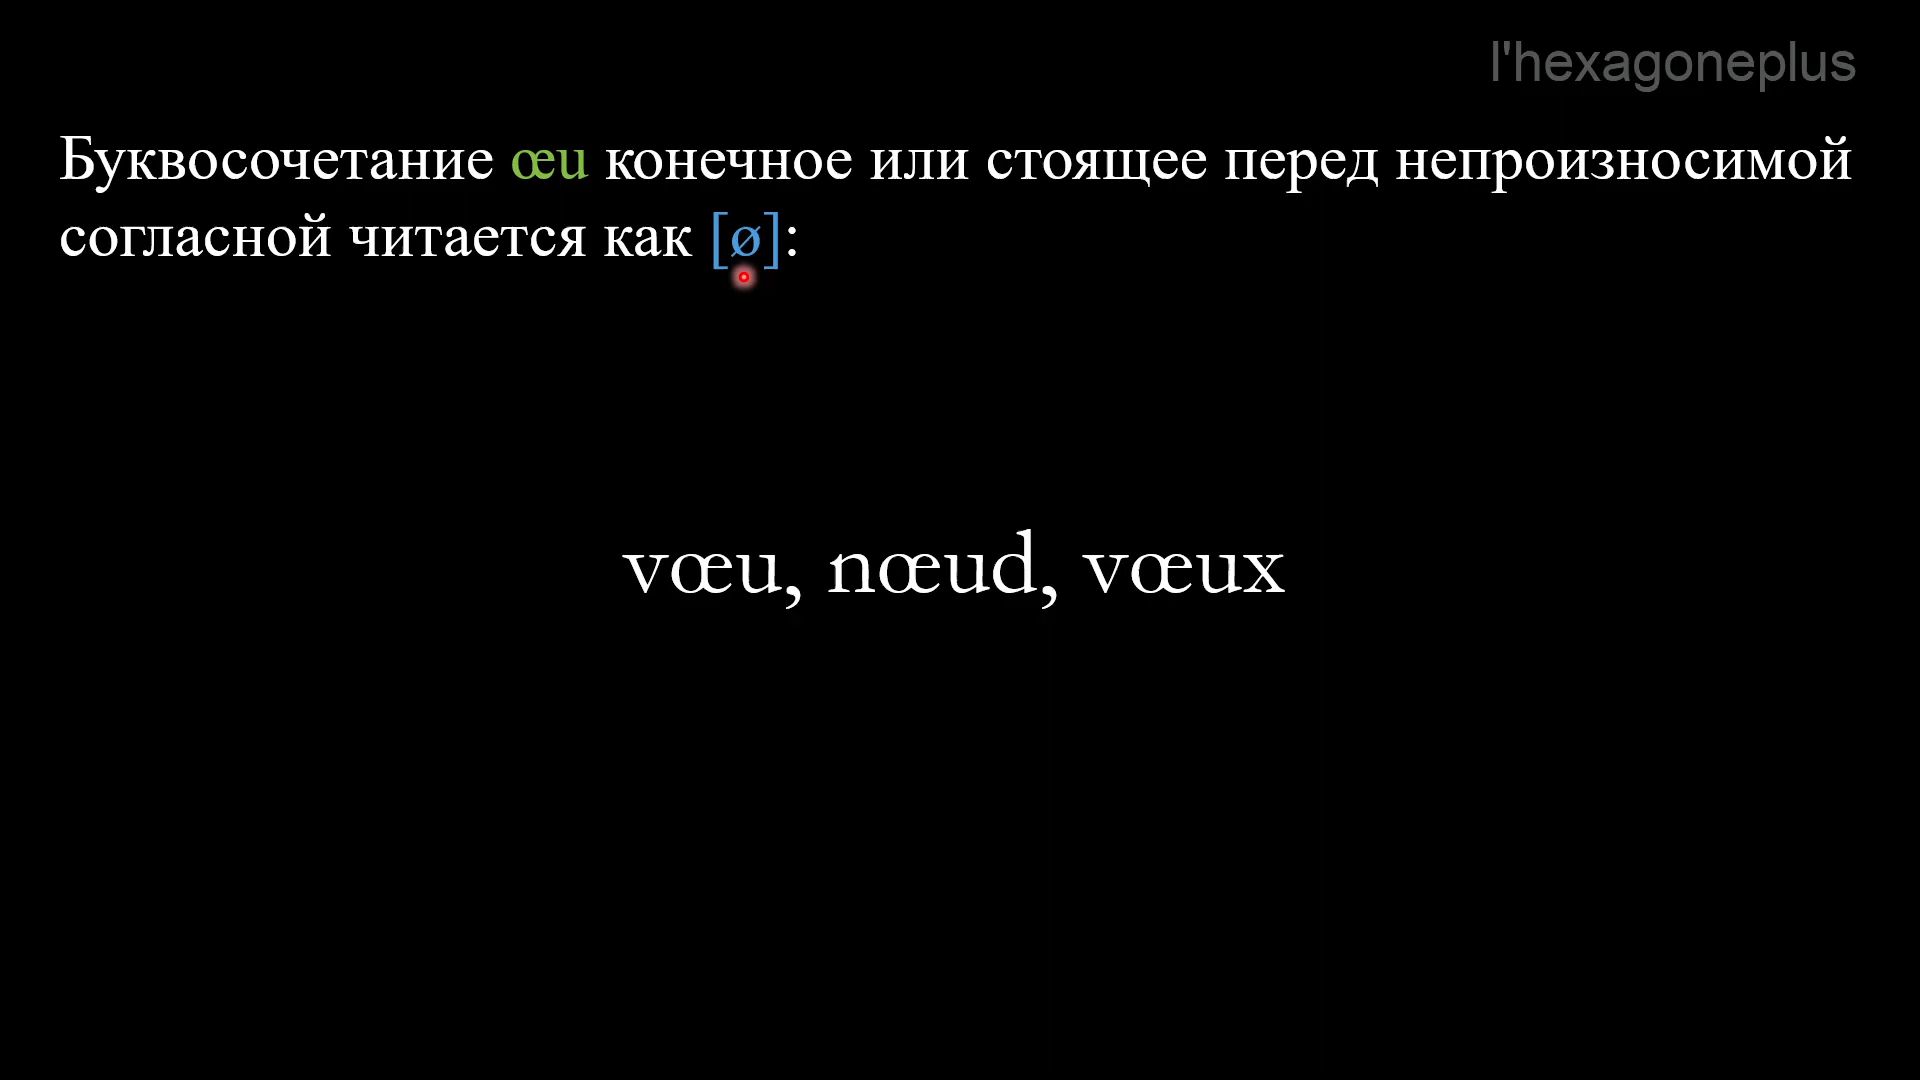 l'hexagoneplus
Буквосочетание œu конечное или стоящее перед непроизносимой
согласной читается как [ø]:
vœu, nœud, vœux